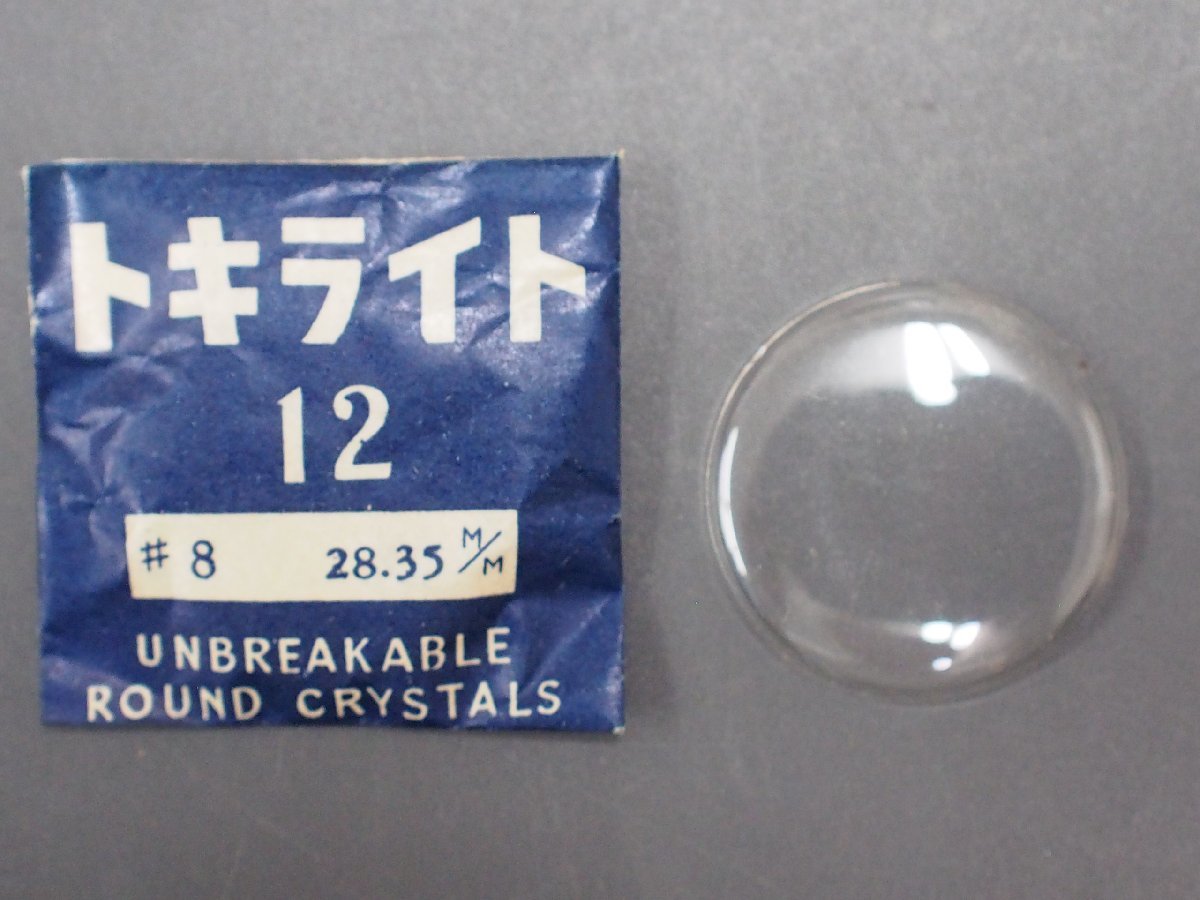 トキライト
12
# 8 28.35 M/M
UNBREAKABLE
ROUND CRYSTALS